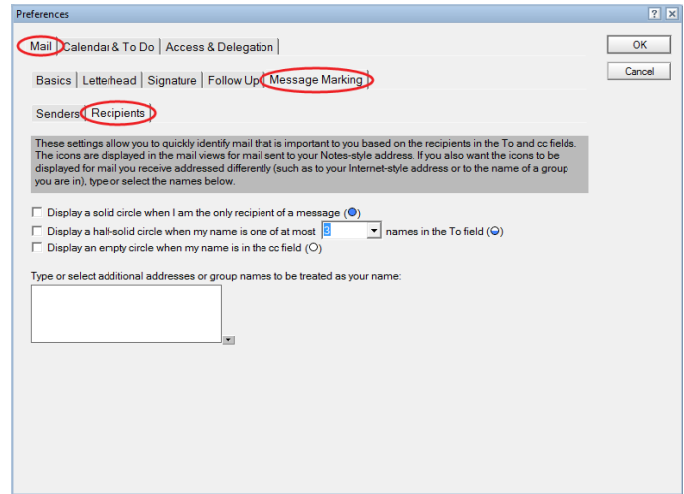 Preferences
Mail Calendar & To Do Access & Delegation OK
Basics Letterhead Signature Follow Up Message Marking Cancel
Senders Recipients
These settings allow you to quickly identify mail that is important to you based on the recipients in the To and cc fields.
The icons are displayed in the mail views for mail sent to your Notes-style address. If you also want the icons to be
displayed for mail you receive addressed differently (such as to your Internet-style address or to the name of a group
you are in), type or select the names below.
Display a solid circle when I am the only recipient of a message ( )
Display a half-solid circle when my name is one of at most 3 names in the To field ( )
Display an empty circle when my name is in the cc field ( )
Type or select additional addresses or group names to be treated as your name: